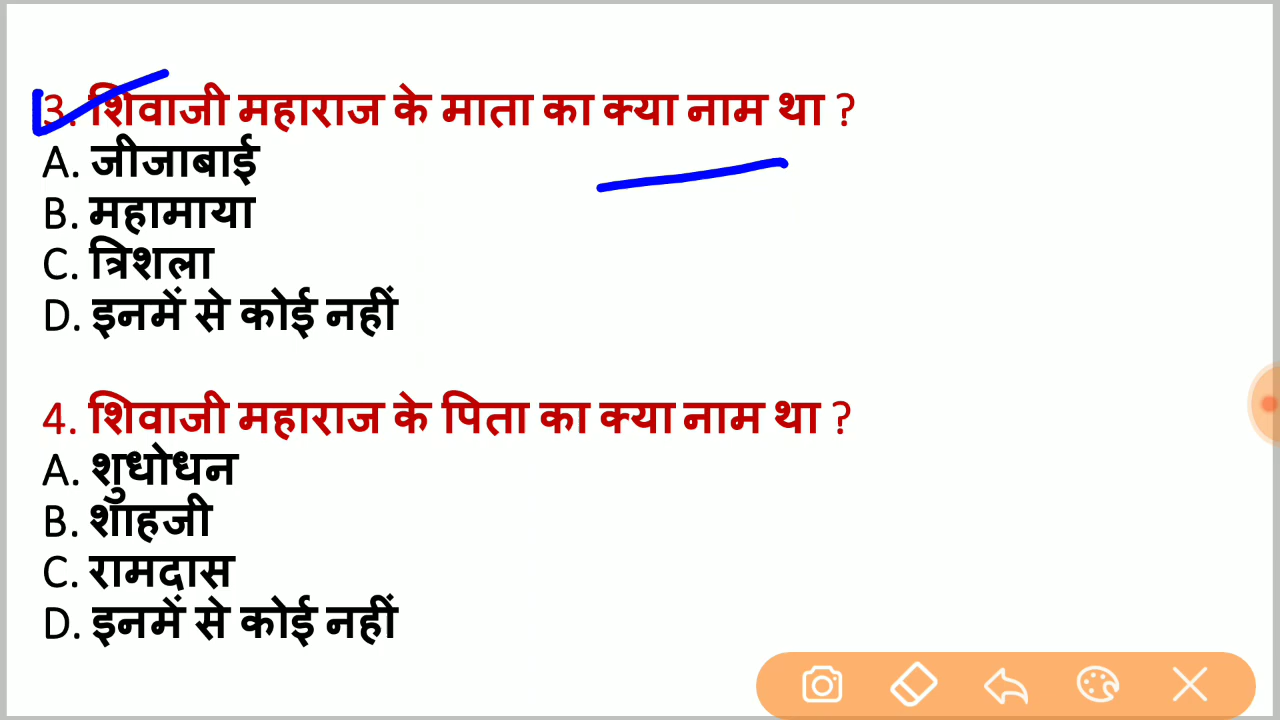 3. शिवाजी महाराज के माता का क्या नाम था ?
A. जीजाबाई
B. महामाया
C. त्रिशला
D. इनमें से कोई नहीं
4. शिवाजी महाराज के पिता का क्या नाम था ?
A. शुधोधन
B. शाहजी
C. रामदास
D. इनमें से कोई नहीं